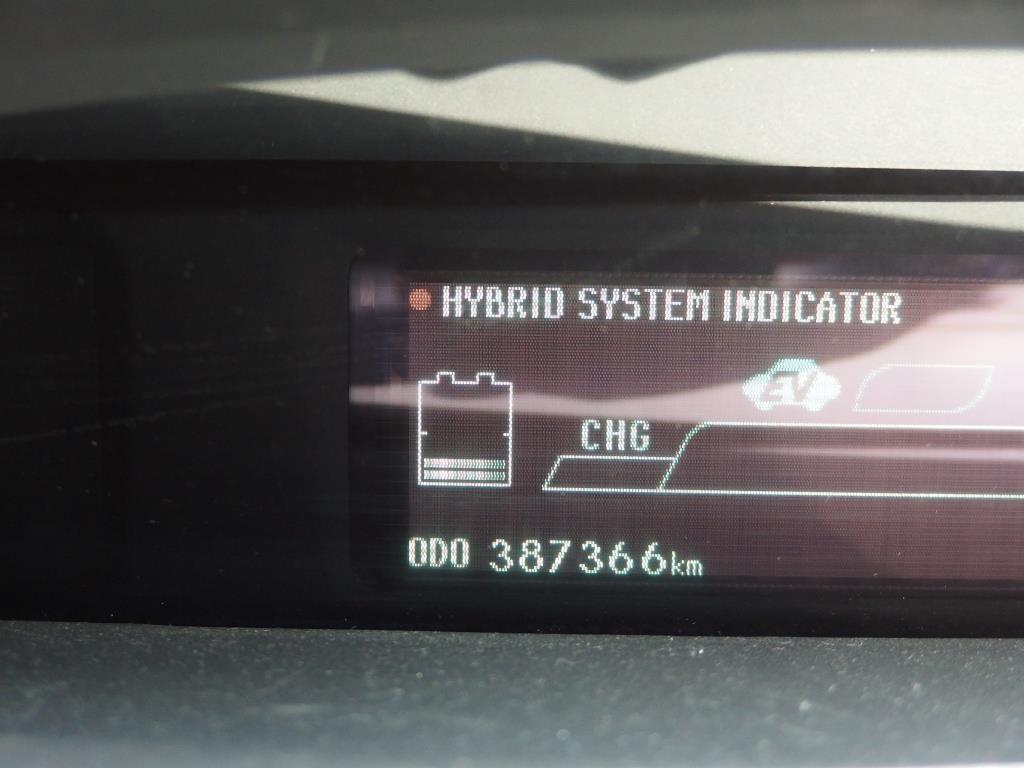 HYBRID SYSTEM INDICATOR
EV
CHG
ODO 387366km